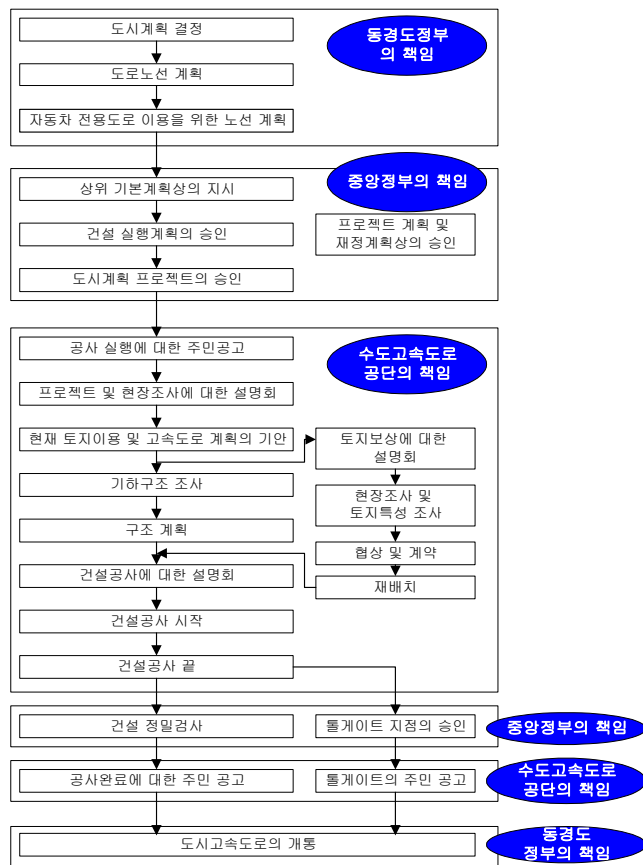 도시계획 결정
동경도정부
의 책임
도로노선 계획
자동차 전용도로 이용을 위한 노선 계획
중앙정부의 책임
상위 기본계획상의 지시
프로젝트 계획 및
재정계획상의 승인
건설 실행계획의 승인
도시계획 프로젝트의 승인
수도고속도로
공단의 책임
공사 실행에 대한 주민공고
프로젝트 및 현장조사에 대한 설명회
현재 토지이용 및 고속도로 계획의 기안
토지보상에 대한
설명회
기하구조 조사
현장조사 및
토지특성 조사
구조 계획
협상 및 계약
건설공사에 대한 설명회
재배치
건설공사 시작
건설공사 끝
건설 정밀검사
톨게이트 지점의 승인
중앙정부의 책임
공사완료에 대한 주민 공고
톨게이트의 주민 공고
수도고속도로
공단의 책임
도시고속도로의 개통
동경도
정부의 책임